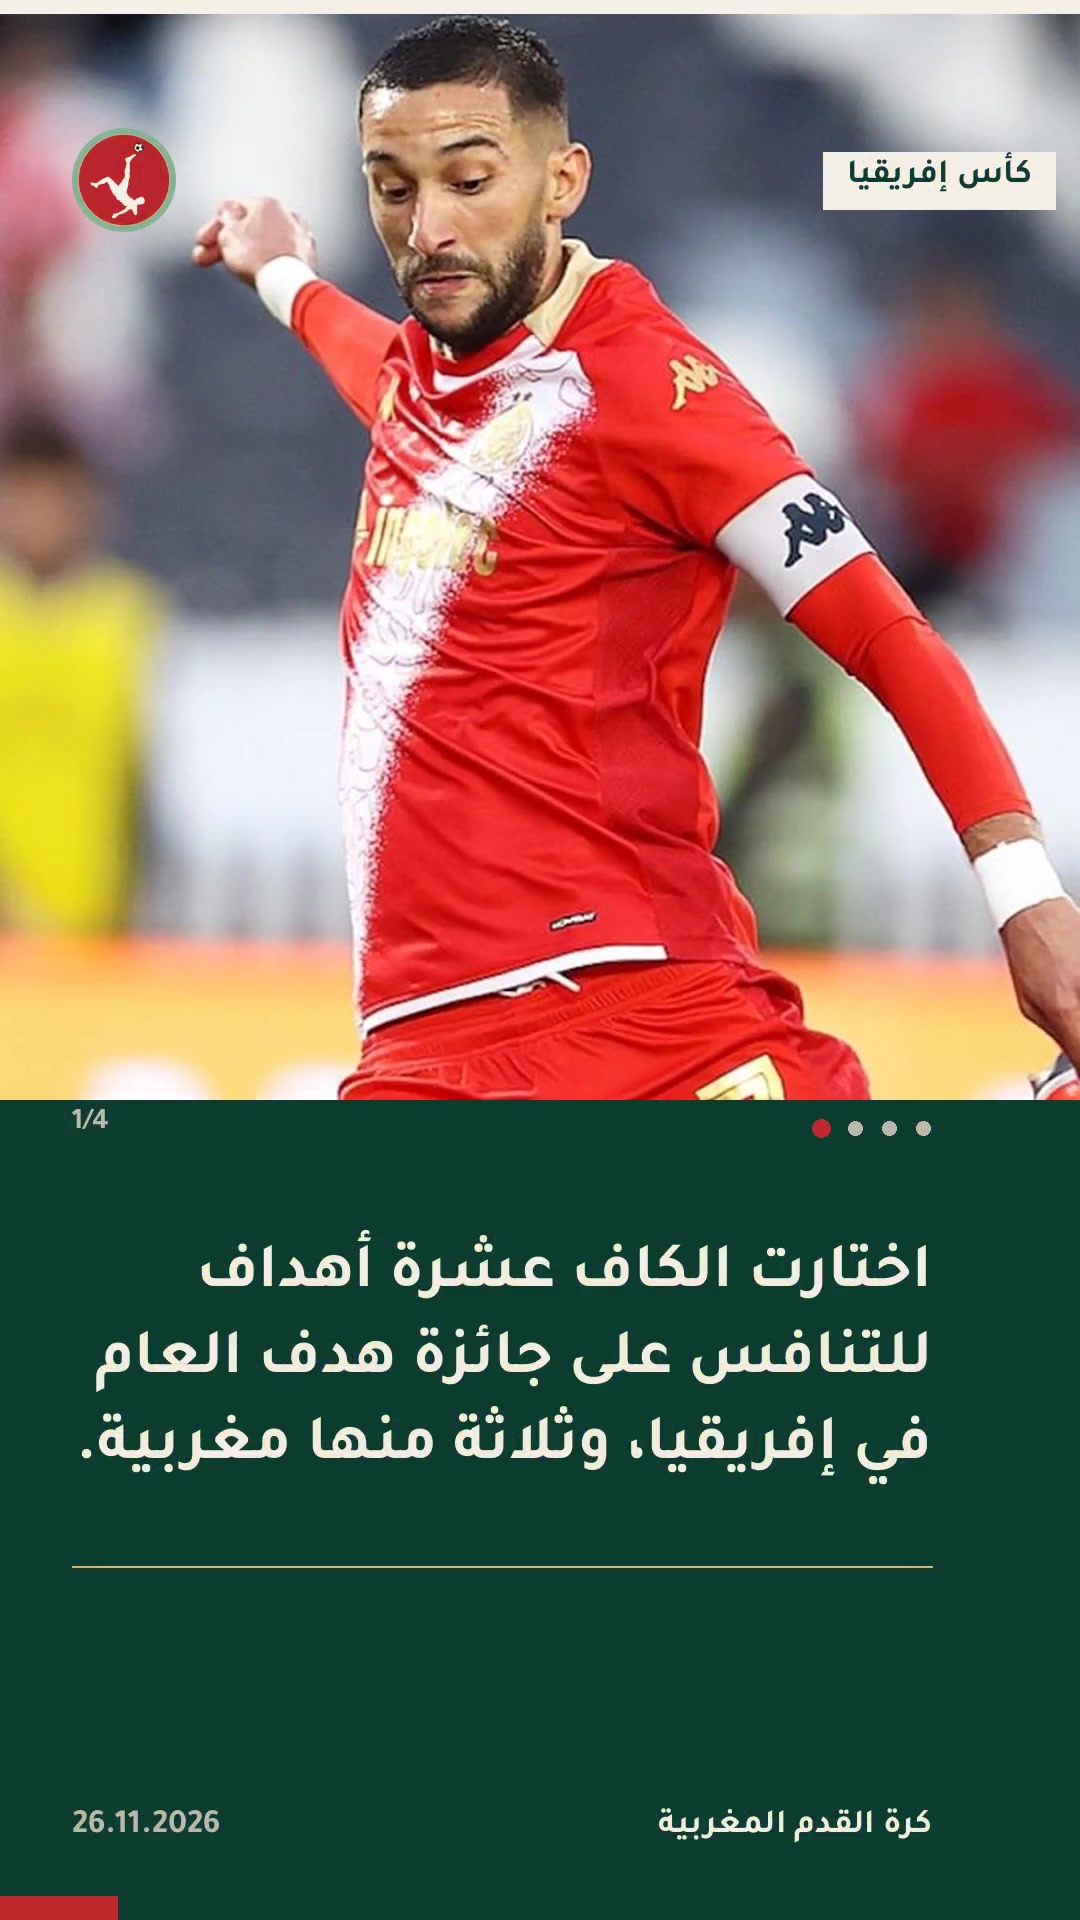 كأس إفريقيا
1/4
اختارت الكاف عشرة أهداف
للتنافس على جائزة هدف العام
في إفريقيا، وثلاثة منها مغربية.
كرة القدم المغربية
26.11.2026